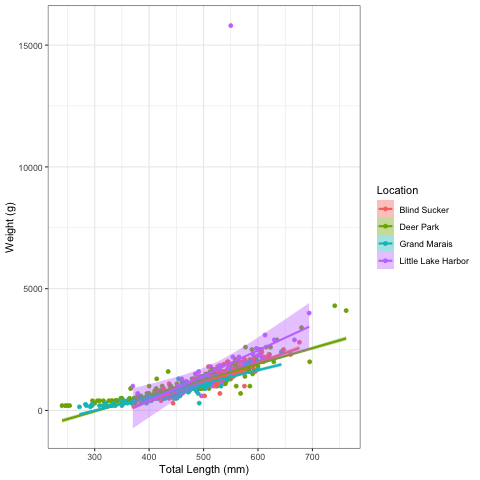 15000
10000
5000
0
Weight (g)
300
400
500
600
700
Total Length (mm)
Location
Blind Sucker
Deer Park
Grand Marais
Little Lake Harbor